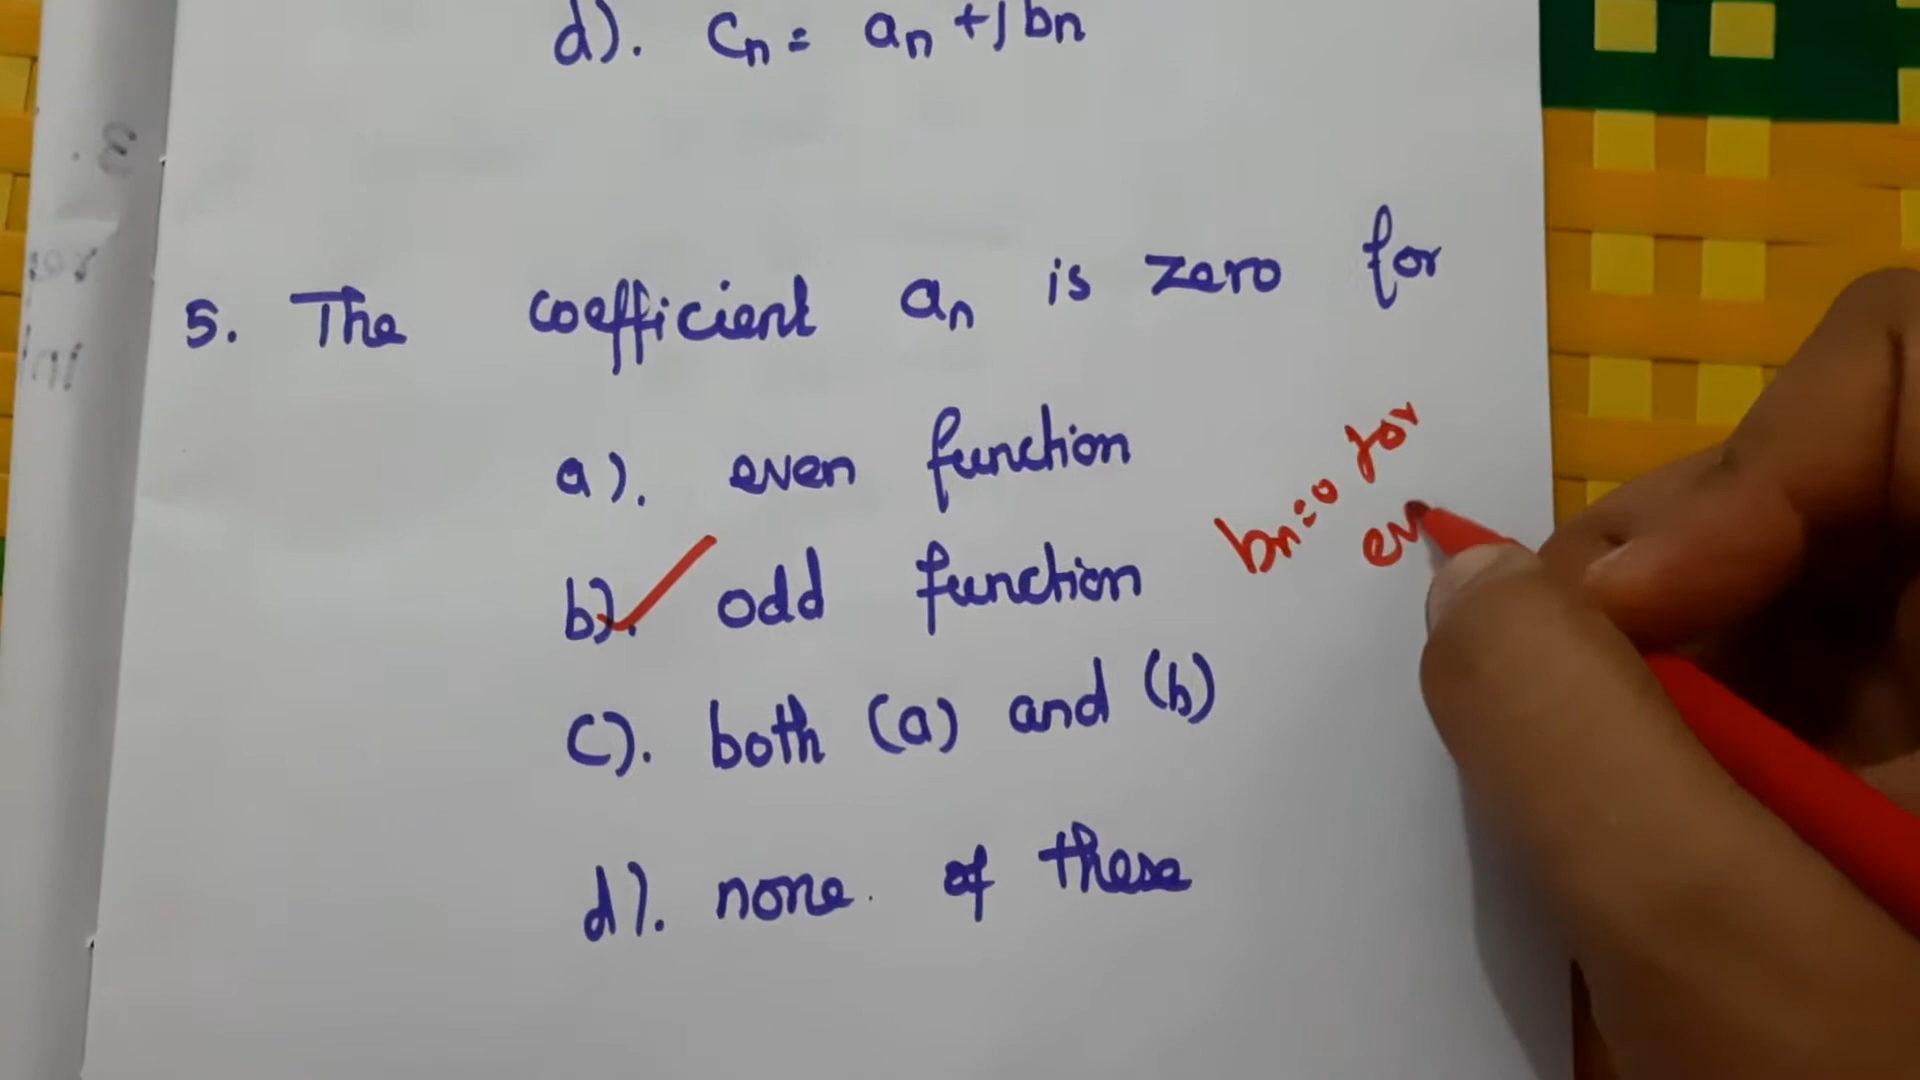 d). Cn = an + j bn
5. The coefficient an is zero for
a). even function
bn=0 for
ev
b). odd function
c). both (a) and (b)
d). none of these